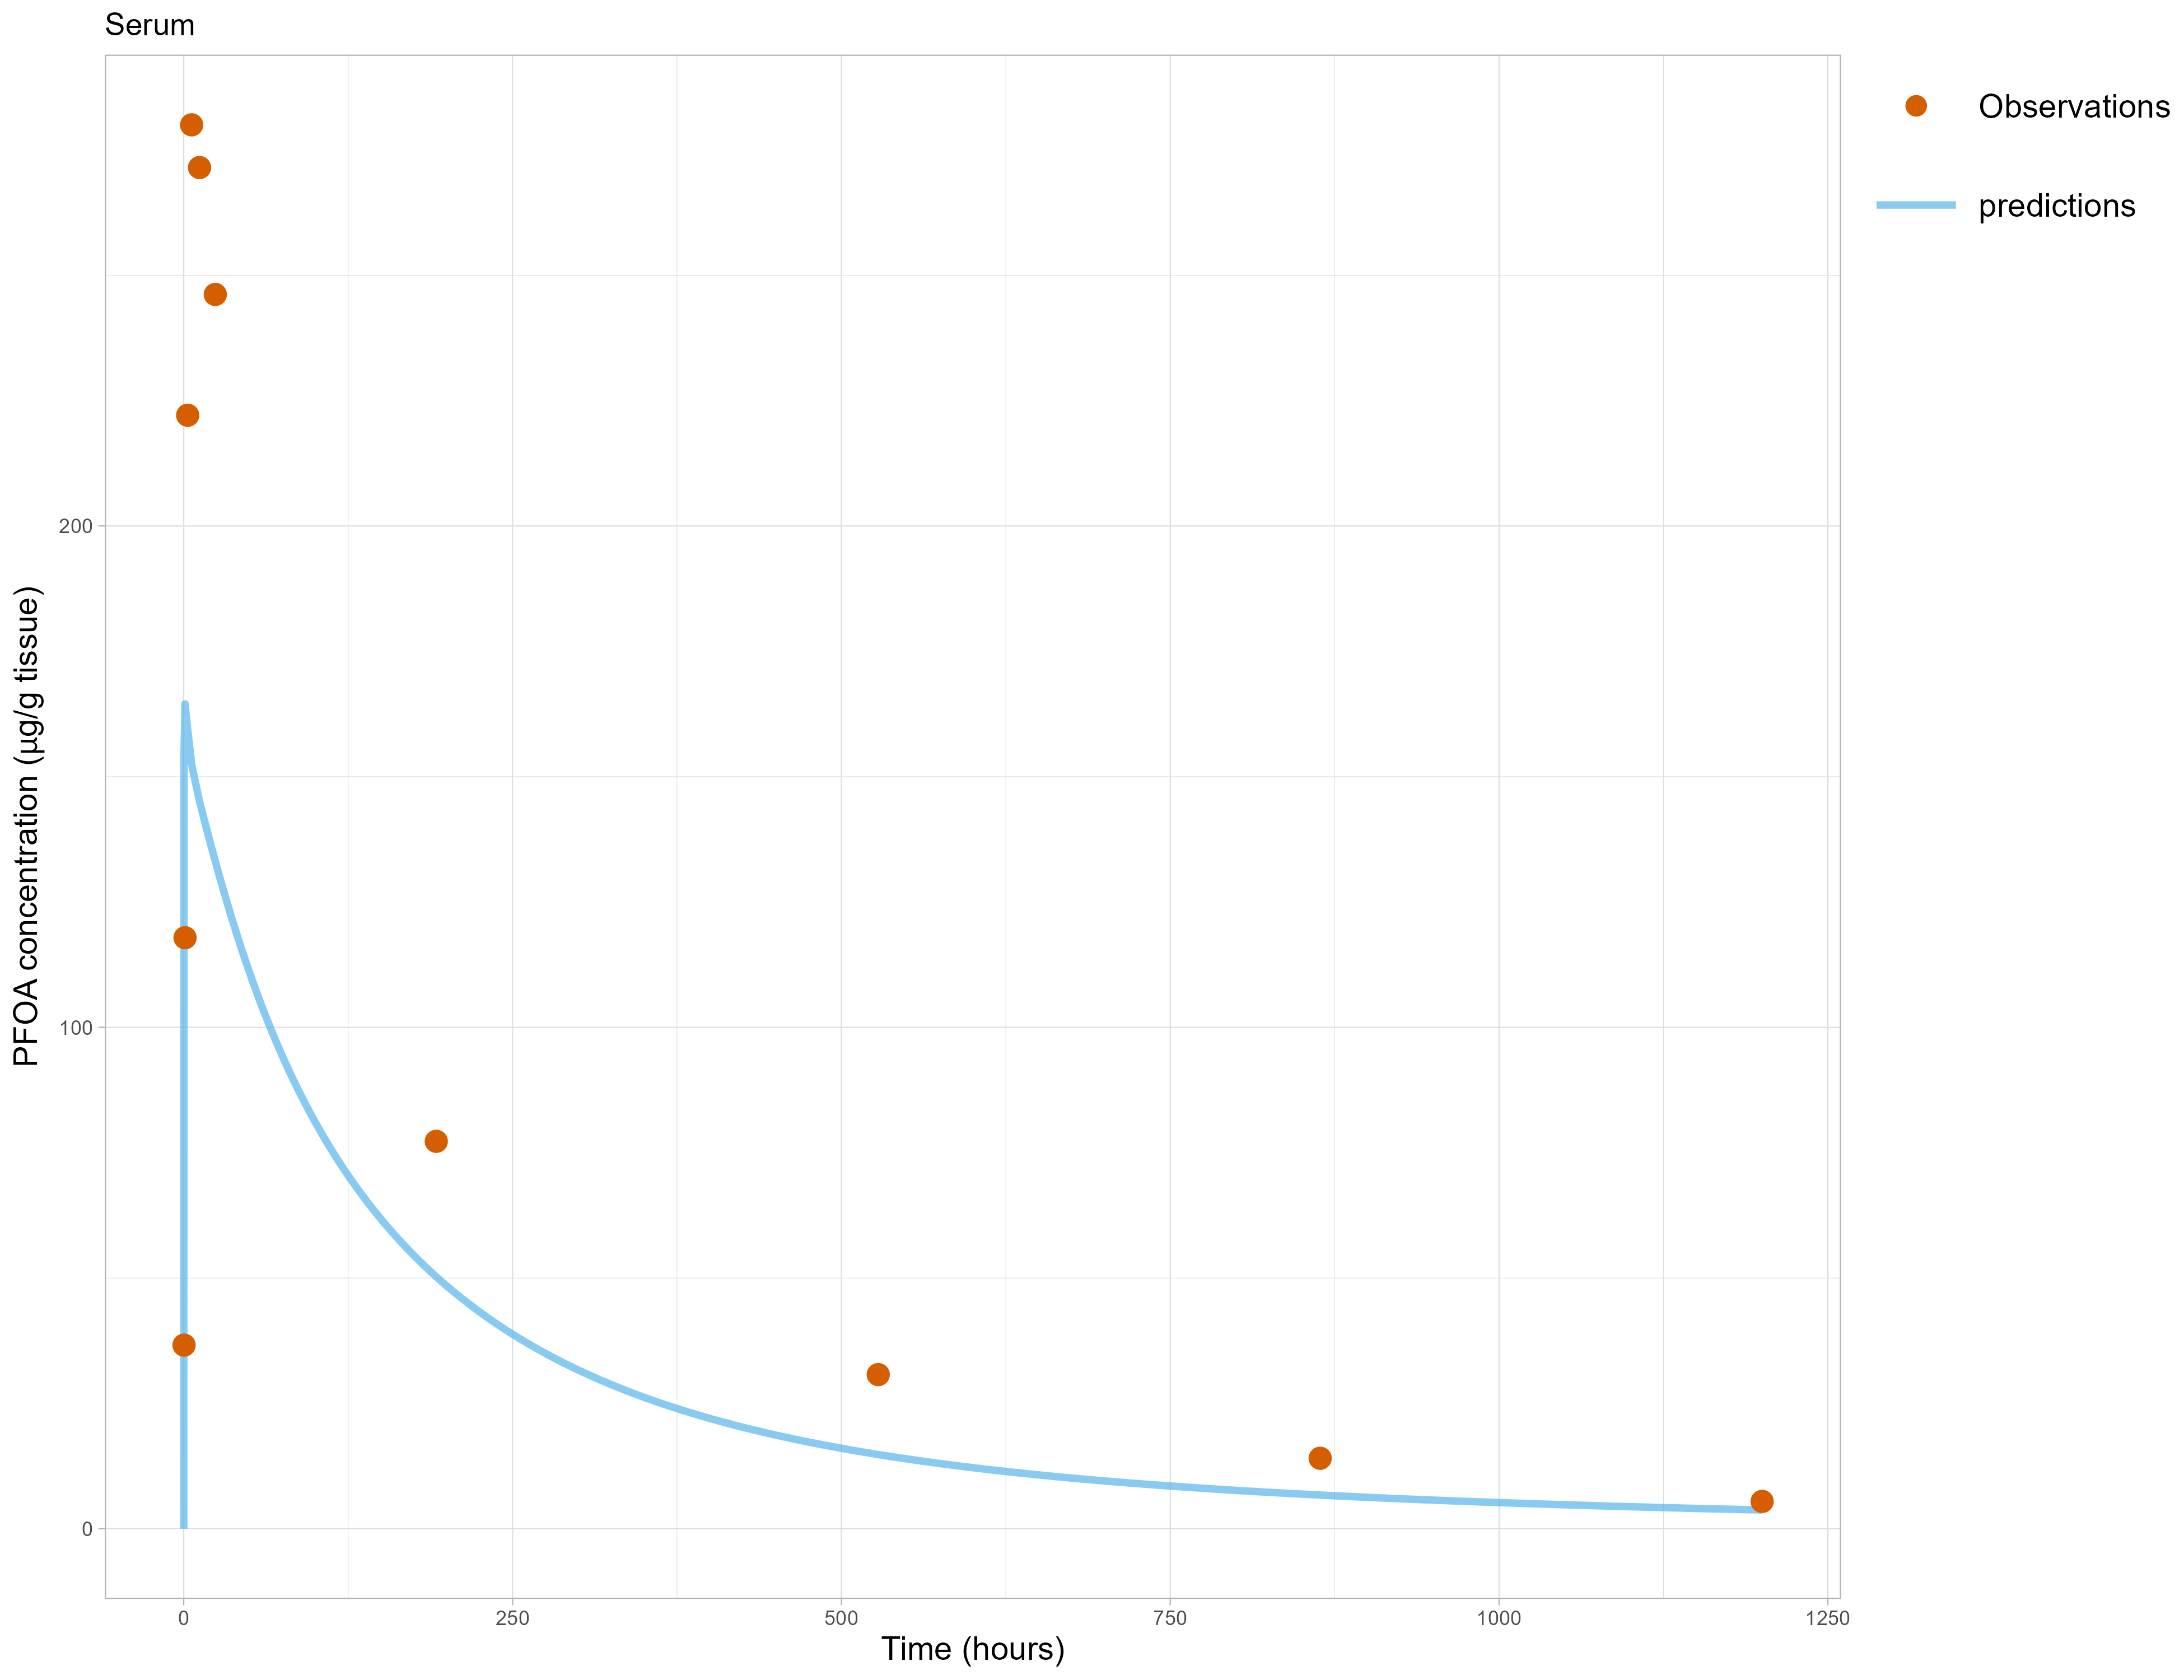 Serum
Observations
predictions
PFOA concentration (µg/g tissue)
200
100
0
0
250
500
750
1000
1250
Time (hours)